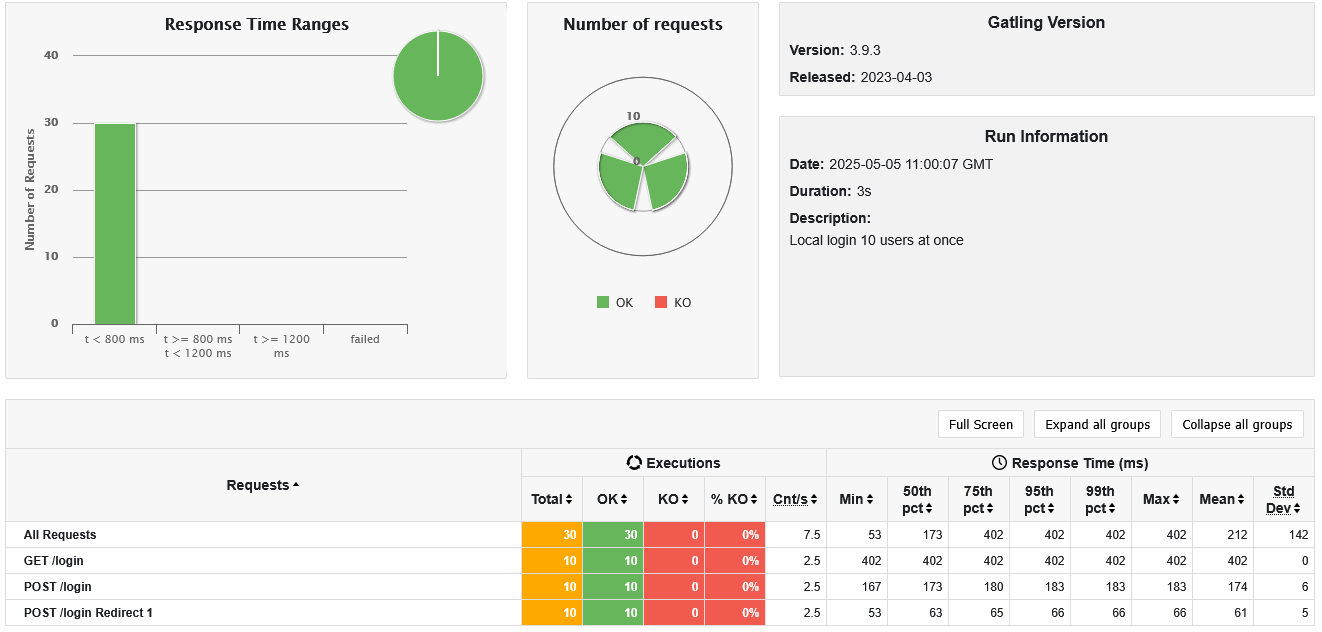 Response Time Ranges
40
30
20
10
0
Number of Requests
t < 800 ms
t >= 800 ms
t < 1200 ms
t >= 1200
ms
failed
Number of requests
10
0
OK
KO
Gatling Version
Version: 3.9.3
Released: 2023-04-03
Run Information
Date: 2025-05-05 11:00:07 GMT
Duration: 3s
Description:
Local login 10 users at once
Full Screen Expand all groups Collapse all groups
Requests Executions Response Time (ms)
Total OK KO % KO Cnt/s Min 50th pct 75th pct 95th pct 99th pct Max Mean Std Dev
All Requests 30 30 0 0% 7.5 53 173 402 402 402 402 212 142
GET /login 10 10 0 0% 2.5 402 402 402 402 402 402 402 0
POST /login 10 10 0 0% 2.5 167 173 180 183 183 183 174 6
POST /login Redirect 1 10 10 0 0% 2.5 53 63 65 66 66 66 61 5